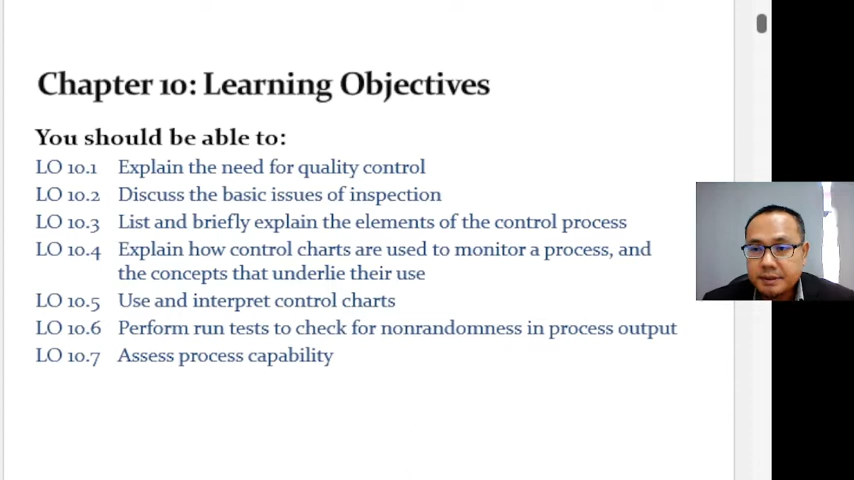 Chapter 10: Learning Objectives
You should be able to:
LO 10.1 Explain the need for quality control
LO 10.2 Discuss the basic issues of inspection
LO 10.3 List and briefly explain the elements of the control process
LO 10.4 Explain how control charts are used to monitor a process, and
the concepts that underlie their use
LO 10.5 Use and interpret control charts
LO 10.6 Perform run tests to check for nonrandomness in process output
LO 10.7 Assess process capability